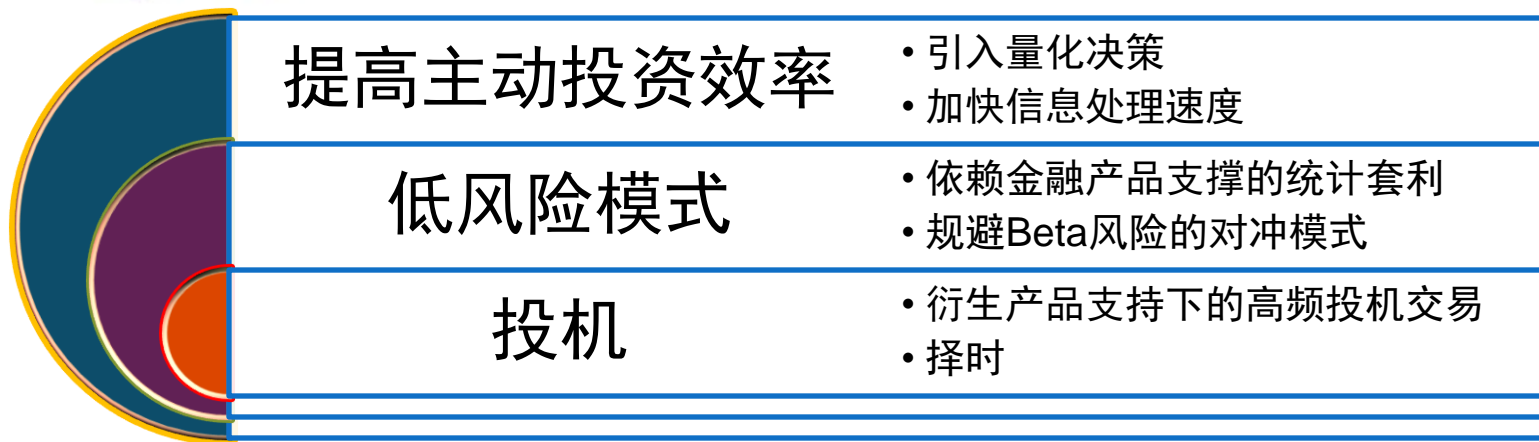 提高主动投资效率
• 引入量化决策
• 加快信息处理速度
低风险模式
• 依赖金融产品支撑的统计套利
• 规避Beta风险的对冲模式
投机
• 衍生产品支持下的高频投机交易
• 择时